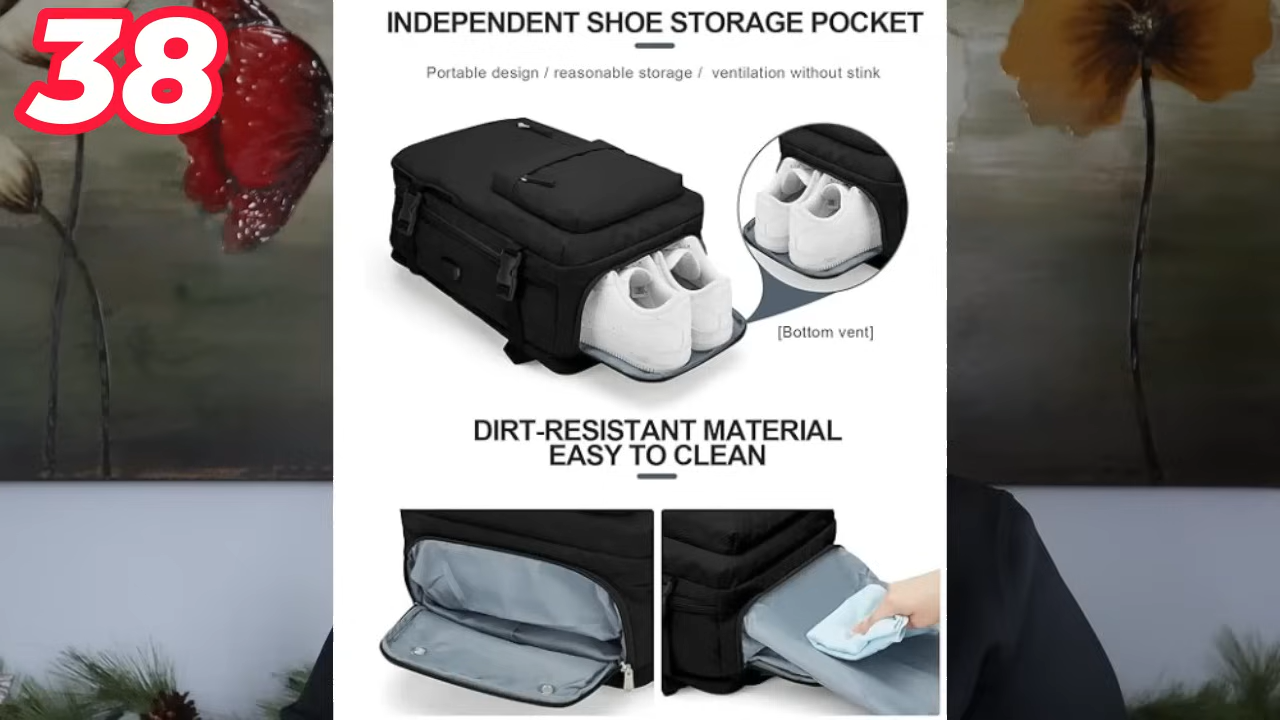 38
INDEPENDENT SHOE STORAGE POCKET
Portable design / reasonable storage / ventilation without stink
[Bottom vent]
DIRT-RESISTANT MATERIAL
EASY TO CLEAN